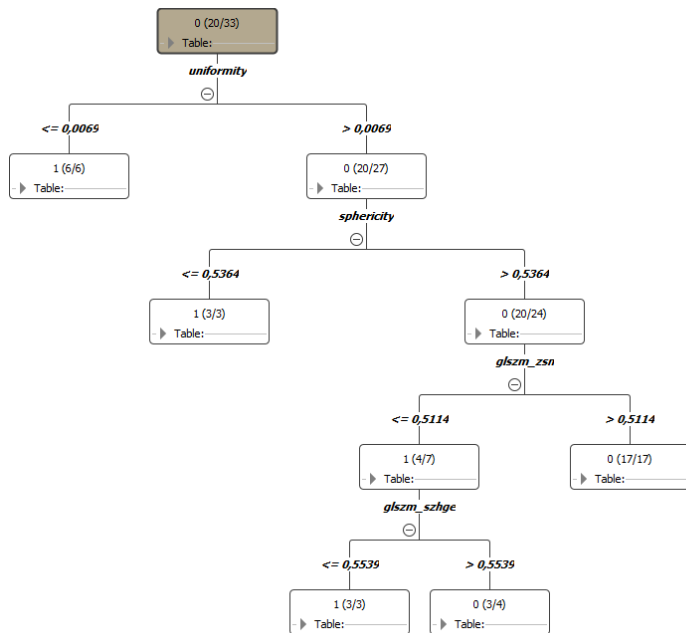 0 (20/33)
Table:
uniformity
<= 0,0069
> 0,0069
1 (6/6)
Table:
0 (20/27)
Table:
sphericity
<= 0,5364
> 0,5364
1 (3/3)
Table:
0 (20/24)
Table:
glszm_zsn
<= 0,5114
> 0,5114
1 (4/7)
Table:
0 (17/17)
Table:
glszm_szhge
<= 0,5539
> 0,5539
1 (3/3)
Table:
0 (3/4)
Table: